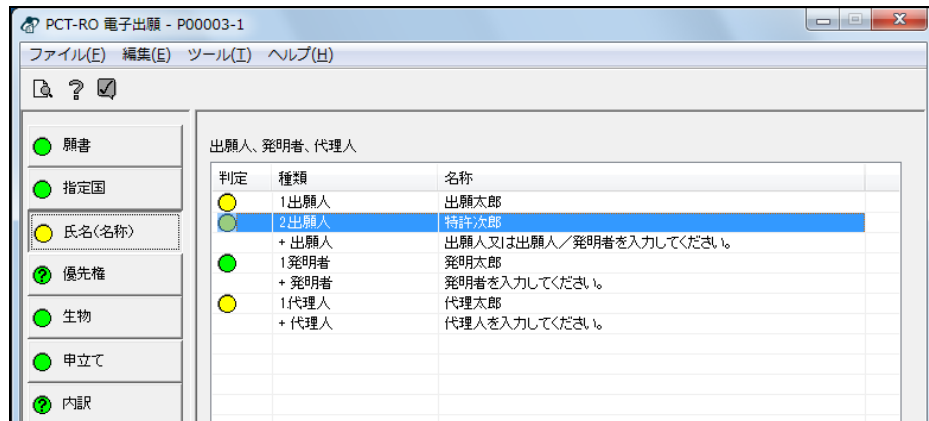 PCT-RO 電子出願 - P00003-1
ファイル(F) 編集(E) ツール(T) ヘルプ(H)
願書
指定国
氏名(名称)
優先権
生物
申立て
内訳
出願人、発明者、代理人
判定 種類 名称
1出願人 出願太郎
2出願人 特許次郎
+ 出願人 出願人又は出願人／発明者を入力してください。
1発明者 発明太郎
+ 発明者 発明者を入力してください。
1代理人 代理太郎
+ 代理人 代理人を入力してください。